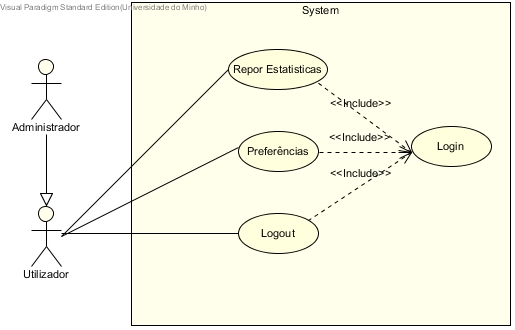 Visual Paradigm Standard Edition(Universidade do Minho)
System
Repor Estatisticas
<<Include>>
Administrador
<<Include>>
Login
Preferências
<<Include>>
Logout
Utilizador